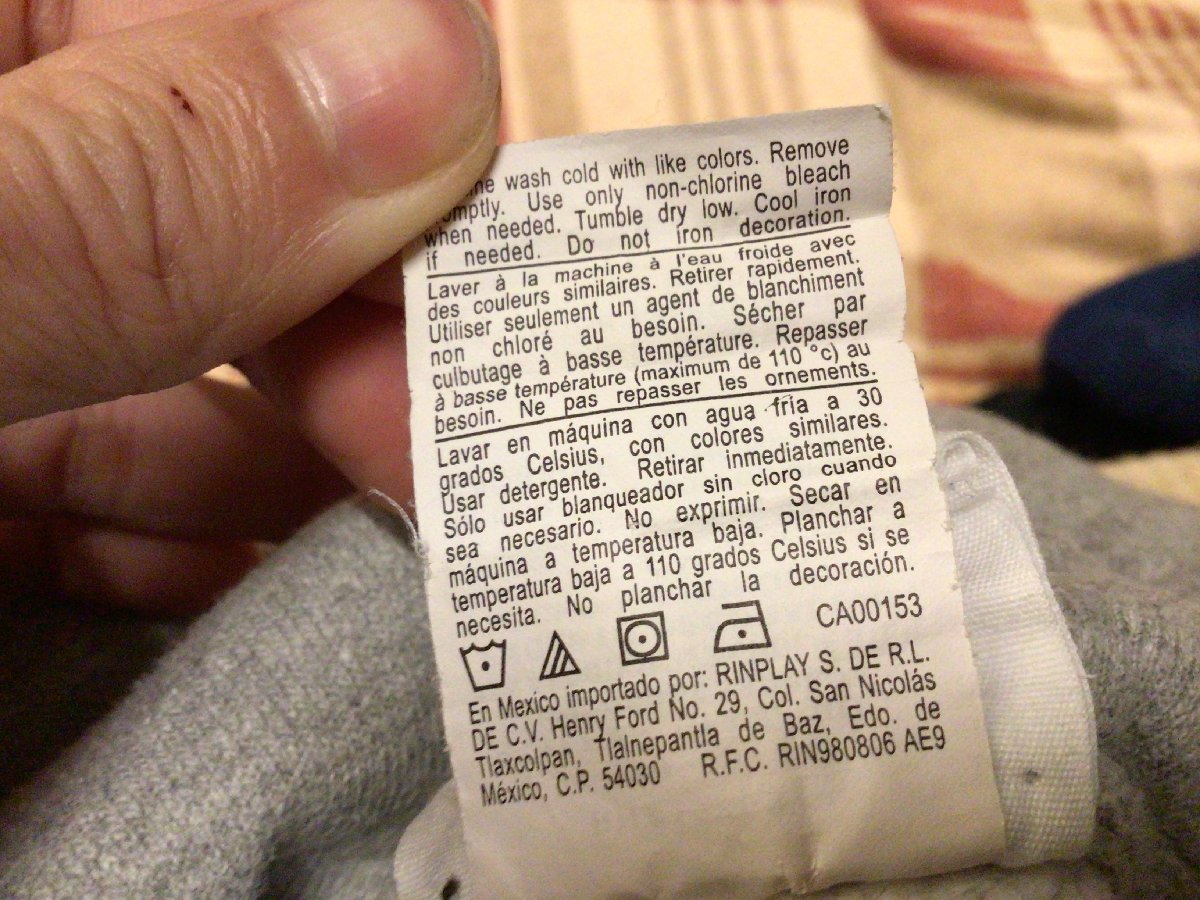 wash cold with like colors. Remove
Use only non-chlorine bleach
when needed. Tumble dry low. Cool iron
if needed. Do not iron decoration.
Laver à la machine à l'eau froide avec
des couleurs similaires. Retirer rapidement.
Utiliser seulement un agent de blanchiment
non chloré au besoin. Sécher par
culbutage à basse température. Repasser
à basse température (maximum de 110 °c) au
besoin. Ne pas repasser les ornements.
Lavar en máquina con agua fría a 30
grados Celsius, con colores similares.
Usar detergente. Retirar inmediatamente.
Sólo usar blanqueador sin cloro cuando
sea necesario. No exprimir. Secar en
máquina a temperatura baja. Planchar a
temperatura baja a 110 grados Celsius si se
necesita. No planchar la decoración.
CA00153
En Mexico importado por: RINPLAY S. DE R.L.
DE C.V. Henry Ford No. 29, Col. San Nicolás
Tlaxcolpan, Tlalnepantla de Baz, Edo. de
México, C.P. 54030 R.F.C. RIN980806 AE9